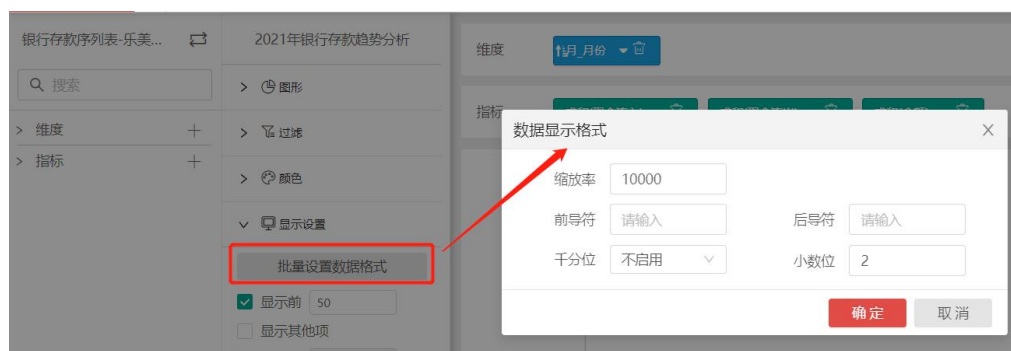 银行存款序列表-乐美...
搜索
维度
指标
2021年银行存款趋势分析
图形
过滤
颜色
显示设置
批量设置数据格式
显示前 50
显示其他项
维度 月_月份
指标
数据显示格式
缩放率 10000
前导符 请输入 后导符 请输入
千分位 不启用 小数位 2
确定 取消